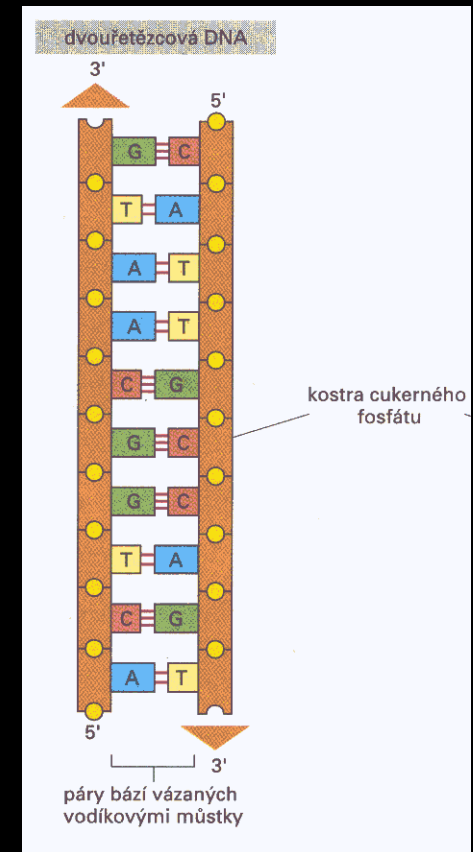 dvouřetězcová DNA
3'
5'
G C
T A
A T
A T
C G
G C
G C
T A
C G
A T
kostra cukerného
fosfátu
5'
3'
páry bází vázaných
vodíkovými můstky